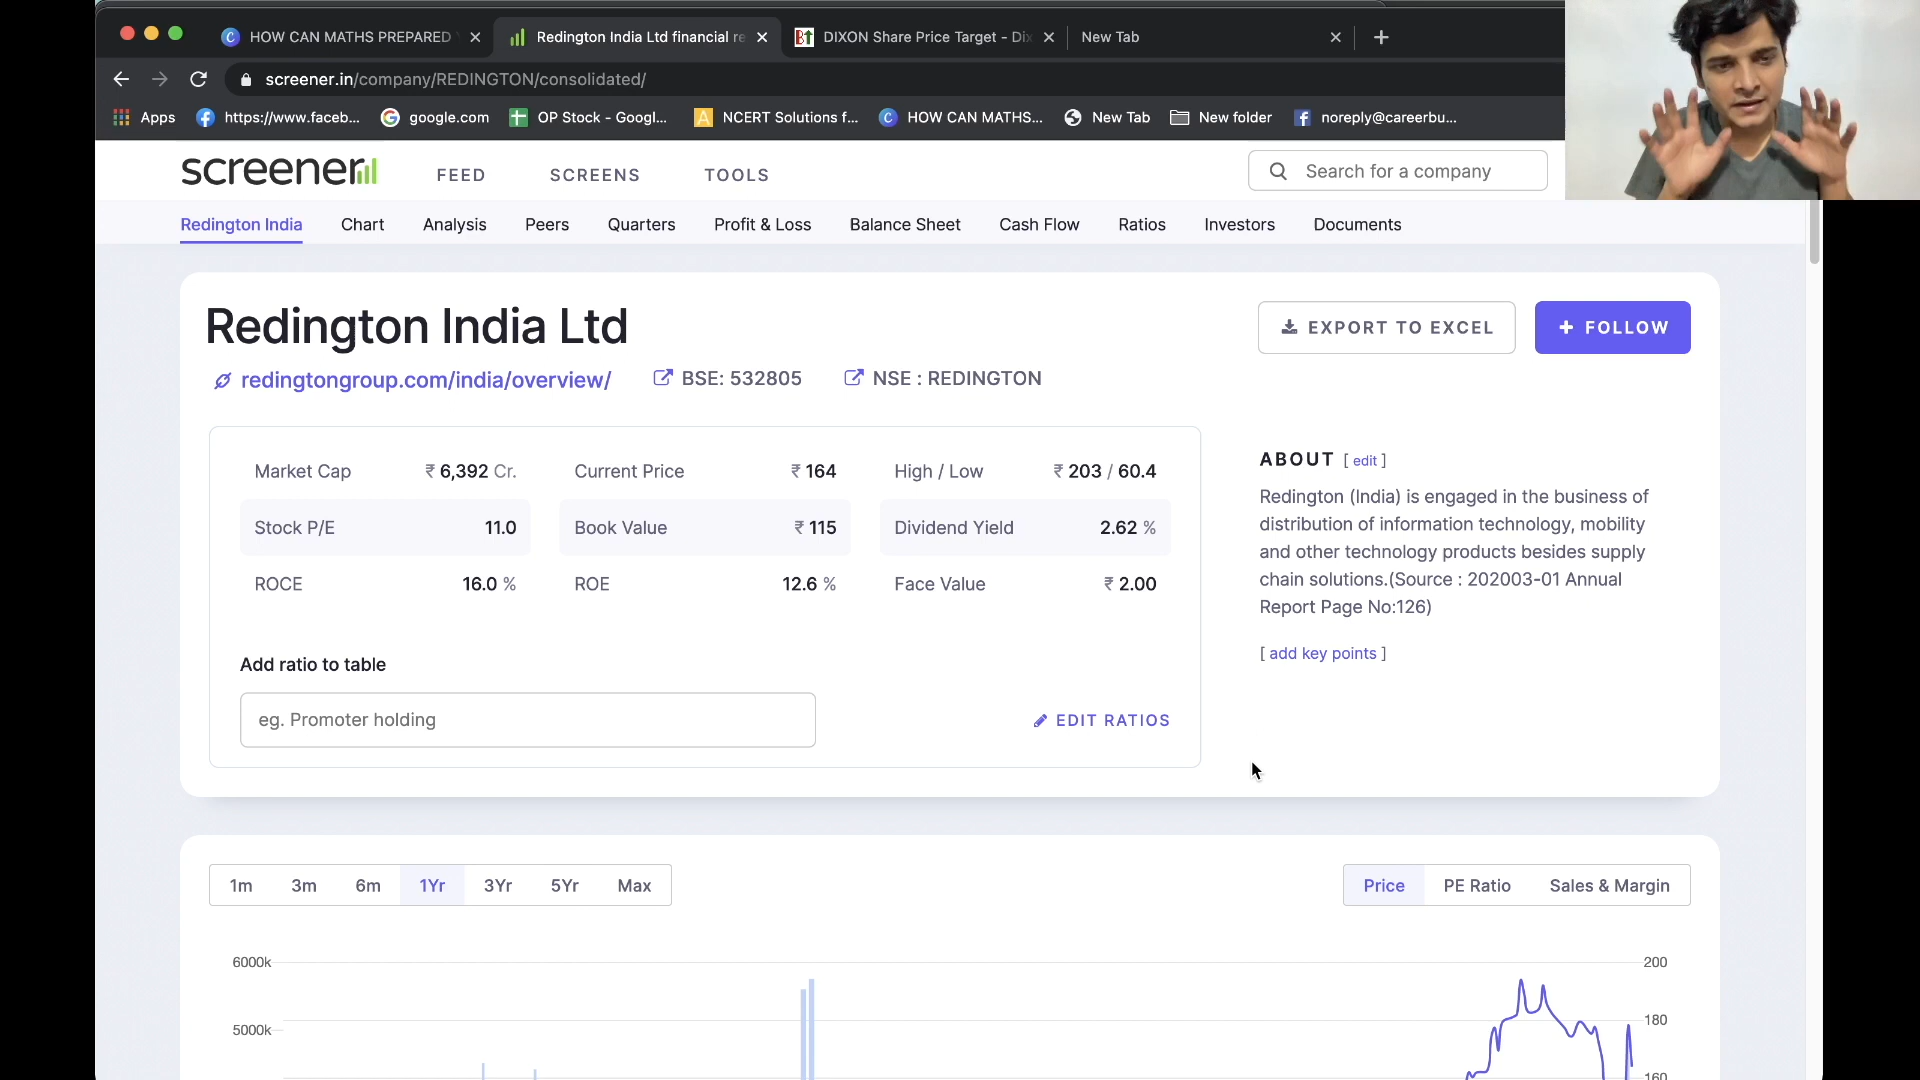 HOW CAN MATHS PREPARED
Redington India Ltd financial re
DIXON Share Price Target - Dix
New Tab
screener.in/company/REDINGTON/consolidated/
Apps
https://www.faceb...
google.com
OP Stock - Googl...
NCERT Solutions f...
HOW CAN MATHS...
New Tab
New folder
noreply@careerbu...
screener
FEED
SCREENS
TOOLS
Search for a company
Redington India
Chart
Analysis
Peers
Quarters
Profit & Loss
Balance Sheet
Cash Flow
Ratios
Investors
Documents
Redington India Ltd
EXPORT TO EXCEL
+ FOLLOW
redingtongroup.com/india/overview/
BSE: 532805
NSE : REDINGTON
Market Cap ₹ 6,392 Cr.
Current Price ₹ 164
High / Low ₹ 203 / 60.4
Stock P/E 11.0
Book Value ₹ 115
Dividend Yield 2.62 %
ROCE 16.0 %
ROE 12.6 %
Face Value ₹ 2.00
Add ratio to table
eg. Promoter holding
EDIT RATIOS
ABOUT [ edit ]
Redington (India) is engaged in the business of
distribution of information technology, mobility
and other technology products besides supply
chain solutions.(Source : 202003-01 Annual
Report Page No:126)
[ add key points ]
1m 3m 6m 1Yr 3Yr 5Yr Max
Price PE Ratio Sales & Margin
6000k
200
5000k
180
160